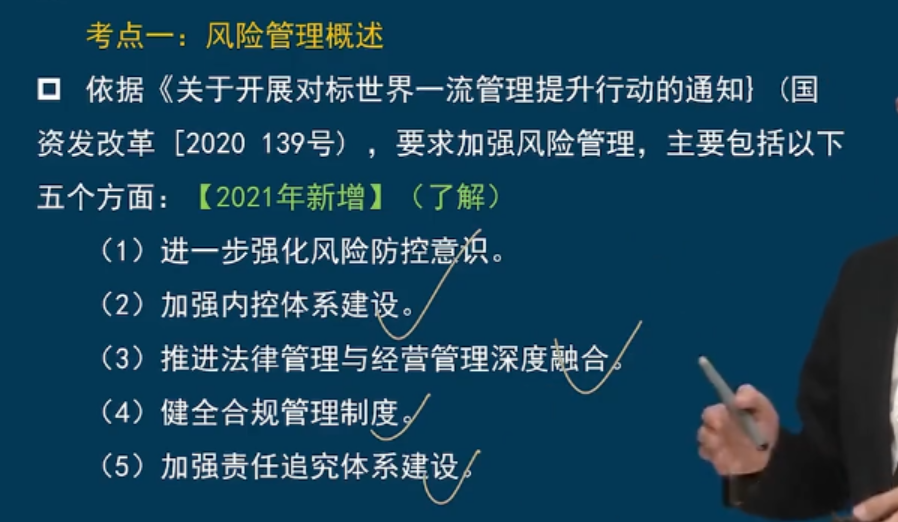 考点一：风险管理概述
依据《关于开展对标世界一流管理提升行动的通知}（国
资发改革［2020 139号），要求加强风险管理，主要包括以下
五个方面：【2021年新增】（了解）
（1）进一步强化风险防控意识。
（2）加强内控体系建设。
（3）推进法律管理与经营管理深度融合。
（4）健全合规管理制度。
（5）加强责任追究体系建设。